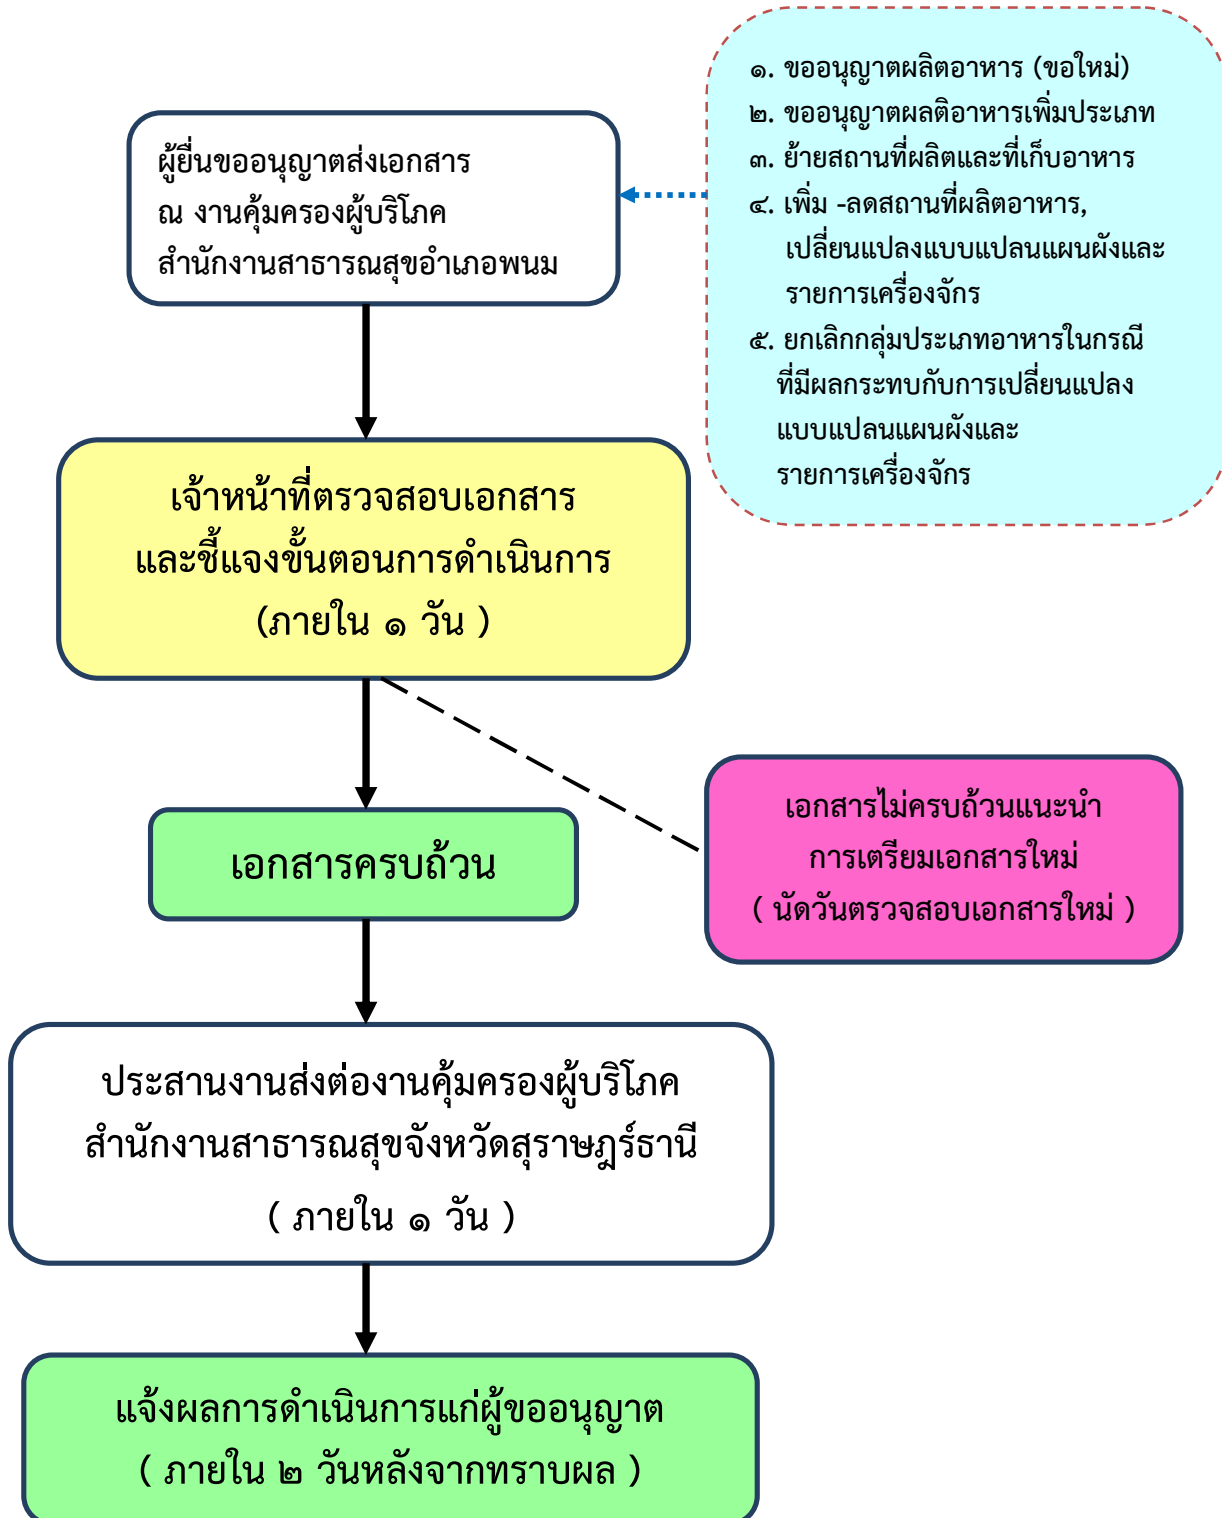 ๑. ขออนุญาตผลิตอาหาร (ขอใหม่)
๒. ขออนุญาตผลติอาหารเพิ่มประเภท
๓. ย้ายสถานที่ผลิตและที่เก็บอาหาร
๔. เพิ่ม -ลดสถานที่ผลิตอาหาร,
เปลี่ยนแปลงแบบแปลนแผนผังและ
รายการเครื่องจักร
๕. ยกเลิกกลุ่มประเภทอาหารในกรณี
ที่มีผลกระทบกับการเปลี่ยนแปลง
แบบแปลนแผนผังและ
รายการเครื่องจักร
ผู้ยื่นขออนุญาตส่งเอกสาร
ณ งานคุ้มครองผู้บริโภค
สำนักงานสาธารณสุขอำเภอพนม
เจ้าหน้าที่ตรวจสอบเอกสาร
และชี้แจงขั้นตอนการดำเนินการ
(ภายใน ๑ วัน )
เอกสารครบถ้วน
เอกสารไม่ครบถ้วนแนะนำ
การเตรียมเอกสารใหม่
( นัดวันตรวจสอบเอกสารใหม่ )
ประสานงานส่งต่องานคุ้มครองผู้บริโภค
สำนักงานสาธารณสุขจังหวัดสุราษฎร์ธานี
( ภายใน ๑ วัน )
แจ้งผลการดำเนินการแก่ผู้ขออนุญาต
( ภายใน ๒ วันหลังจากทราบผล )